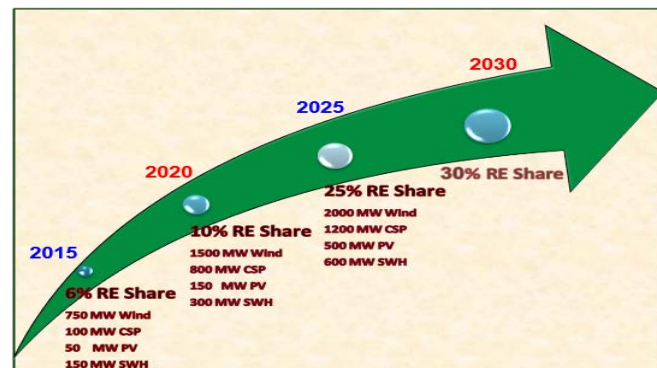 2015
6% RE Share
750 MW Wind
100 MW CSP
50 MW PV
150 MW SWH
2020
10% RE Share
1500 MW Wind
800 MW CSP
150 MW PV
300 MW SWH
2025
25% RE Share
2000 MW Wind
1200 MW CSP
500 MW PV
600 MW SWH
2030
30% RE Share